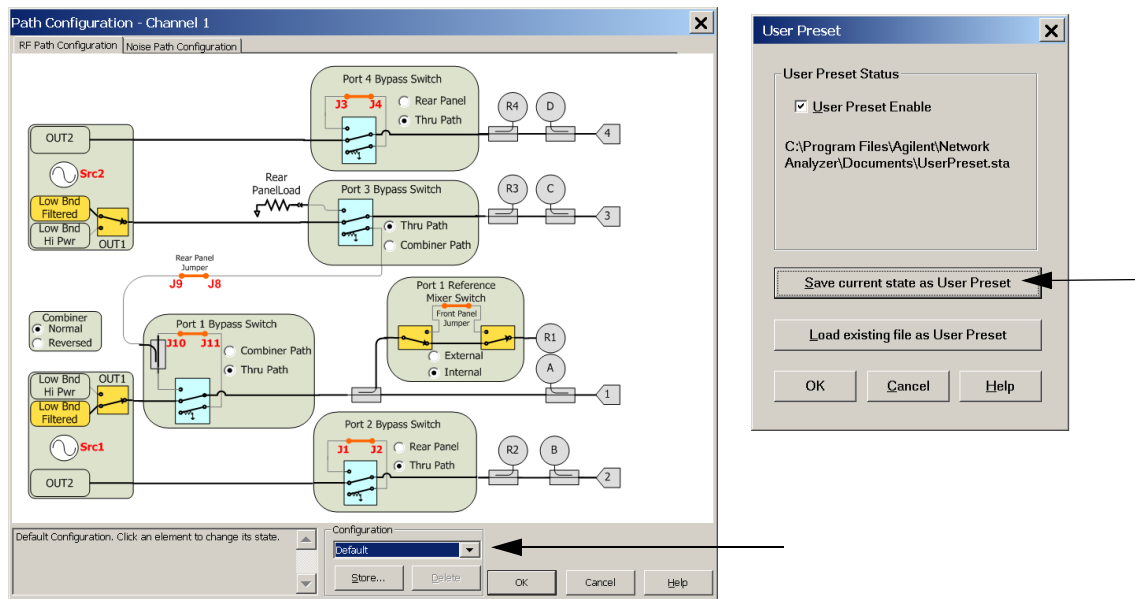 Path Configuration - Channel 1
RF Path Configuration
Noise Path Configuration
Port 4 Bypass Switch
J3 J4
Rear Panel
Thru Path
R4
D
4
OUT2
Src2
Low Bnd
Filtered
Low Bnd
Hi Pwr
OUT1
Rear
PanelLoad
Port 3 Bypass Switch
Thru Path
Combiner Path
R3
C
3
Rear Panel
Jumper
J9 J8
Port 1 Reference
Mixer Switch
Front Panel
Jumper
External
Internal
R1
A
1
Combiner
Normal
Reversed
Port 1 Bypass Switch
J10 J11
Combiner Path
Thru Path
Low Bnd
Hi Pwr
OUT1
Low Bnd
Filtered
Src1
OUT2
Port 2 Bypass Switch
J1 J2
Rear Panel
Thru Path
R2
B
2
Default Configuration. Click an element to change its state.
Configuration
Default
Store...
Delete
OK
Cancel
Help
User Preset
User Preset Status
User Preset Enable
C:\Program Files\Agilent\Network
Analyzer\Documents\UserPreset.sta
Save current state as User Preset
Load existing file as User Preset
OK
Cancel
Help